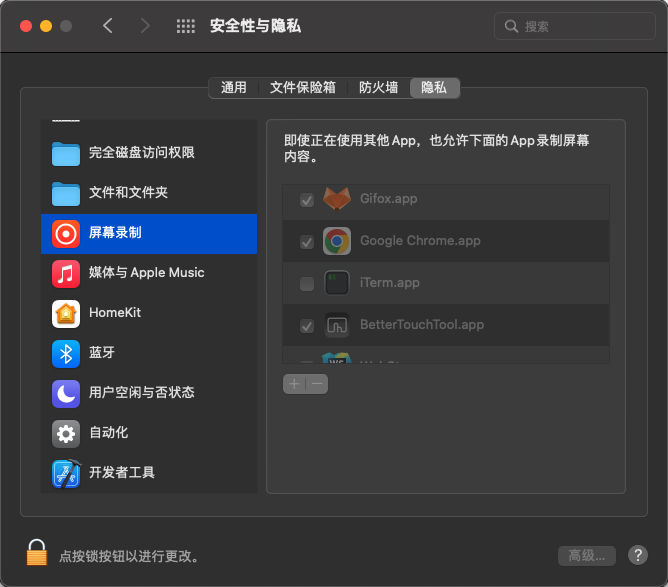 安全性与隐私
搜索
通用
文件保险箱
防火墙
隐私
完全磁盘访问权限
文件和文件夹
屏幕录制
媒体与 Apple Music
HomeKit
蓝牙
用户空闲与否状态
自动化
开发者工具
即使正在使用其他 App，也允许下面的 App 录制屏幕
内容。
Gifox.app
Google Chrome.app
iTerm.app
BetterTouchTool.app
点按锁按钮以进行更改。
高级...
?